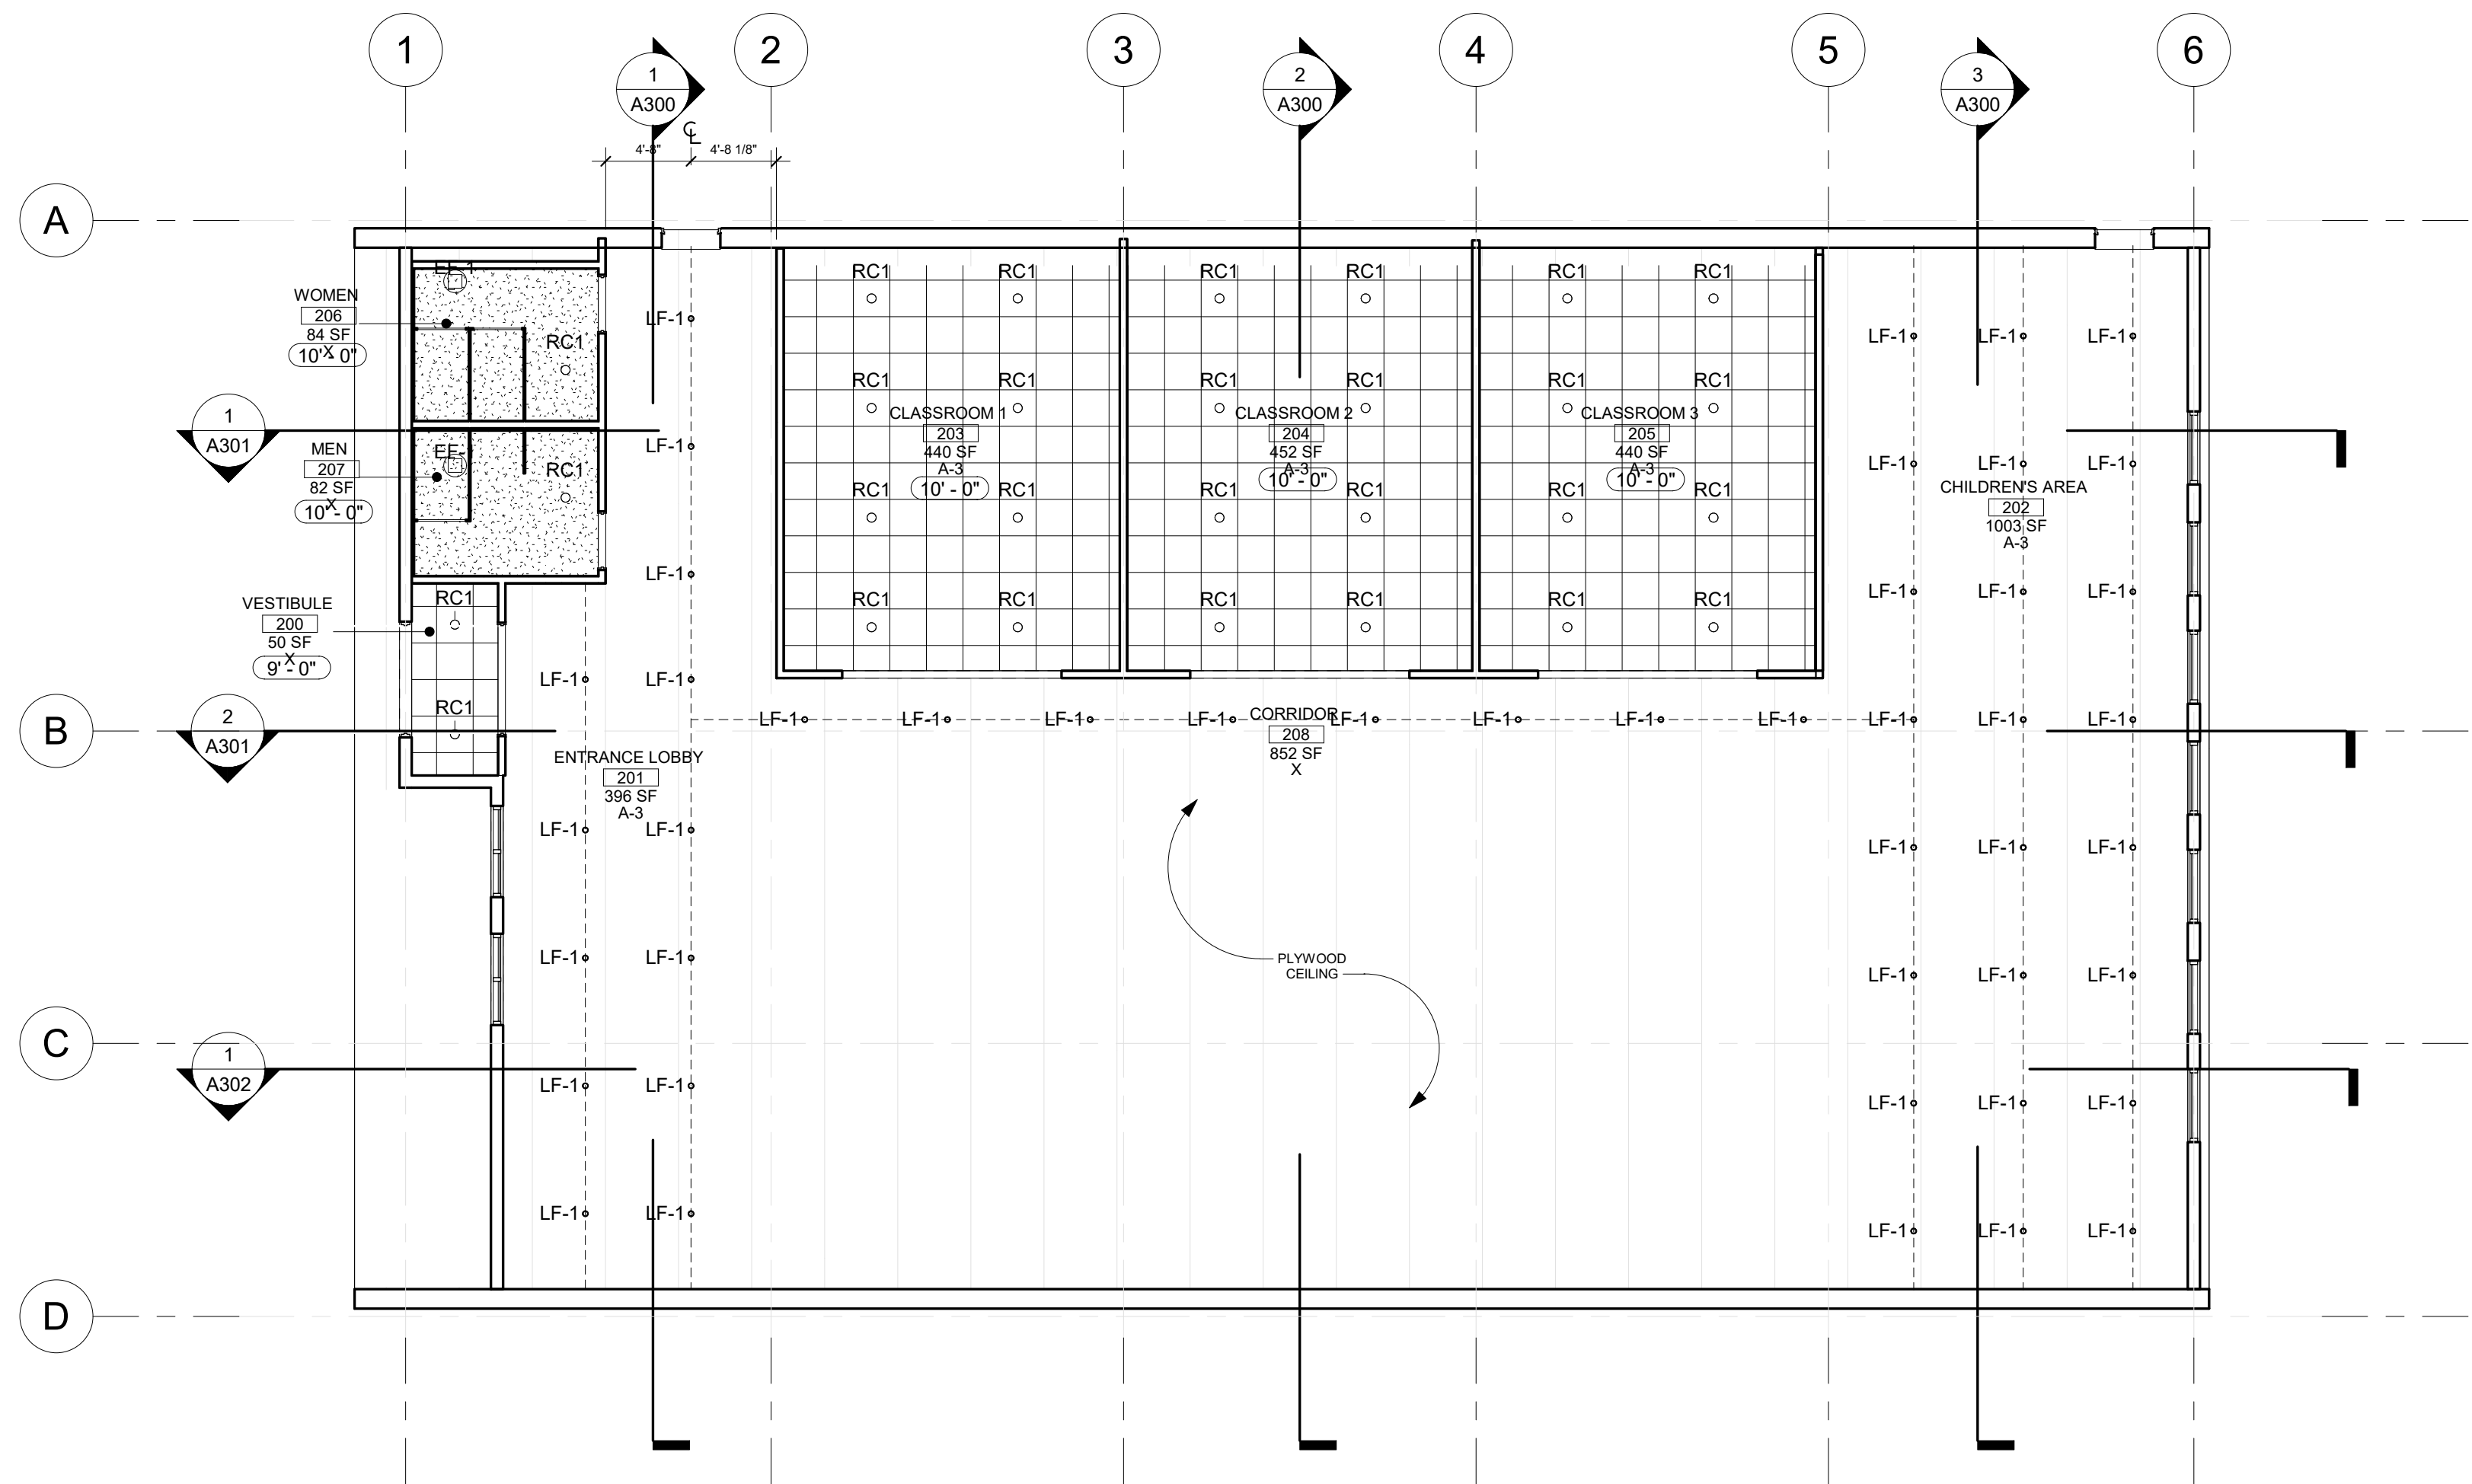 1
2
3
4
5
6
1
A300
2
A300
3
A300
℄
4'-8"
4'-8 1/8"
A
B
C
D
EF-1
WOMEN
206
84 SF
X
10' - 0"
RC1
1
A301
MEN
207
82 SF
X
10' - 0"
RC1
VESTIBULE
200
50 SF
X
9' - 0"
RC1
RC1
2
A301
1
A302
ENTRANCE LOBBY
201
396 SF
A-3
LF-1
LF-1
LF-1
LF-1 LF-1
LF-1 LF-1
LF-1 LF-1
LF-1 LF-1
LF-1 LF-1
RC1 RC1
RC1 RC1
CLASSROOM 1
203
440 SF
A-3
10' - 0"
RC1 RC1
RC1 RC1
RC1 RC1
RC1 RC1
CLASSROOM 2
204
452 SF
A-3
10' - 0"
RC1 RC1
RC1 RC1
RC1 RC1
RC1 RC1
CLASSROOM 3
205
440 SF
A-3
10' - 0"
RC1 RC1
RC1 RC1
LF-1 LF-1 LF-1 LF-1 LF-1 LF-1 LF-1 LF-1
CORRIDOR
208
852 SF
X
PLYWOOD
CEILING
LF-1 LF-1 LF-1
LF-1 LF-1 LF-1
CHILDREN'S AREA
202
1003 SF
A-3
LF-1 LF-1 LF-1
LF-1 LF-1 LF-1
LF-1 LF-1 LF-1
LF-1 LF-1 LF-1
LF-1 LF-1 LF-1
LF-1 LF-1 LF-1